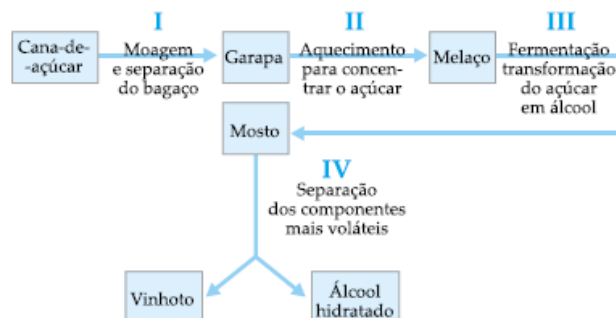 I
II
III
Cana-de-
-açúcar
Moagem
e separação
do bagaço
Garapa
Aquecimento
para concen-
trar o açúcar
Melaço
Fermentação
transformação
do açúcar
em álcool
Mosto
IV
Separação
dos componentes
mais voláteis
Vinhoto
Álcool
hidratado